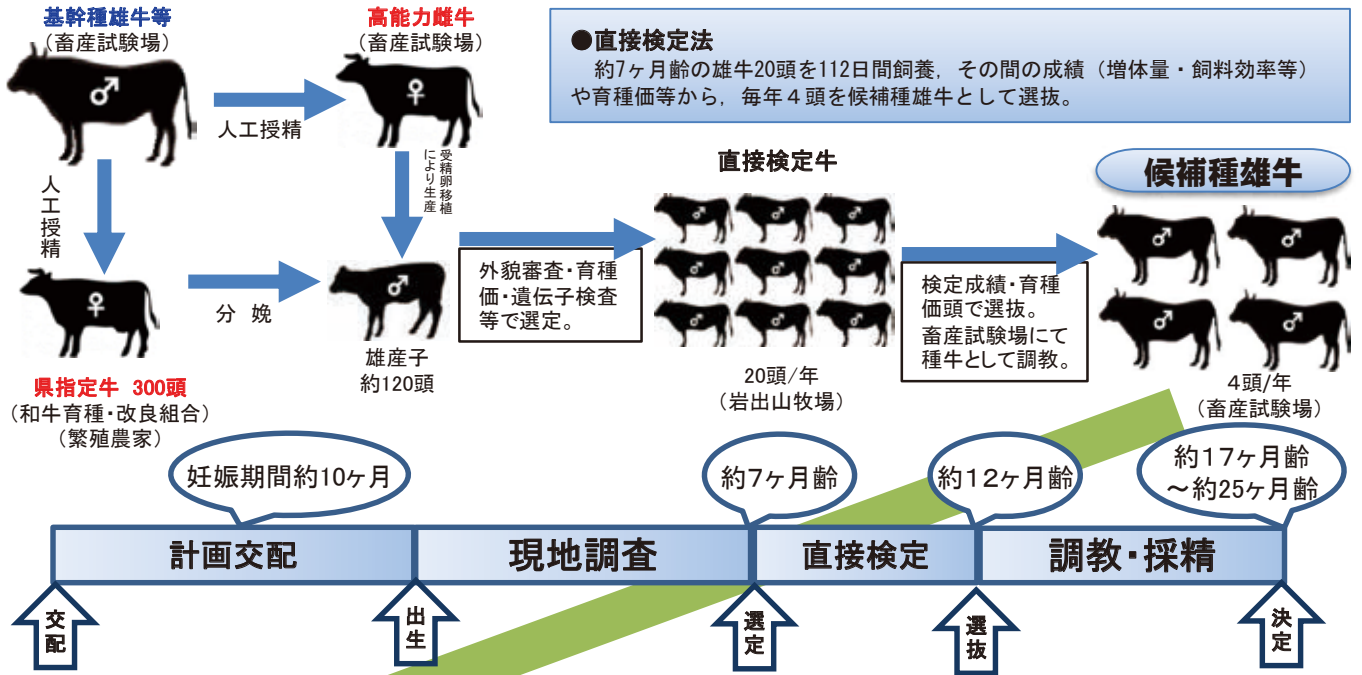 基幹種雄牛等
（畜産試験場）
♂
人工授精
高能力雌牛
（畜産試験場）
♀
●直接検定法
約7ヶ月齢の雄牛20頭を112日間飼養，その間の成績（増体量・飼料効率等）
や育種価等から，毎年４頭を候補種雄牛として選抜。
人工授精
受精卵移植
により生産
♀
分 娩
♂
県指定牛 300頭
（和牛育種・改良組合）
（繁殖農家）
雄産子
約120頭
外貌審査・育種
価・遺伝子検査
等で選定。
直接検定牛
♂ ♂ ♂
♂ ♂ ♂
♂ ♂ ♂
20頭/年
（岩出山牧場）
検定成績・育種
価頭で選抜。
畜産試験場にて
種牛として調教。
候補種雄牛
♂ ♂
♂ ♂
4頭/年
（畜産試験場）
妊娠期間約10ヶ月
約7ヶ月齢
約１２ヶ月齢
約１７ヶ月齢
～約25ヶ月齢
計画交配
現地調査
直接検定
調教・採精
交配
出生
選定
選抜
決定